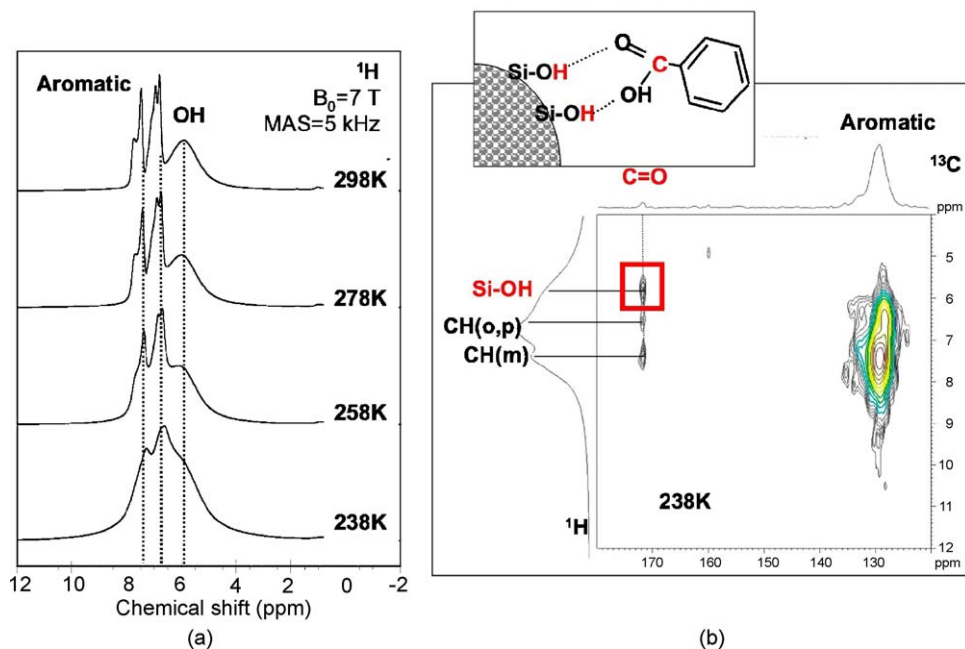 ¹H
Aromatic
B₀=7 T
OH
MAS=5 kHz
298K
278K
258K
238K
12 10 8 6 4 2 0 -2
Chemical shift (ppm)
(a)
O
C
OH
Si-OH
Si-OH
Aromatic
¹³C
C=O
ppm
Si-OH
CH(o,p)
CH(m)
5
6
7
8
9
10
11
12
238K
¹H
170 160 150 140 130 ppm
(b)